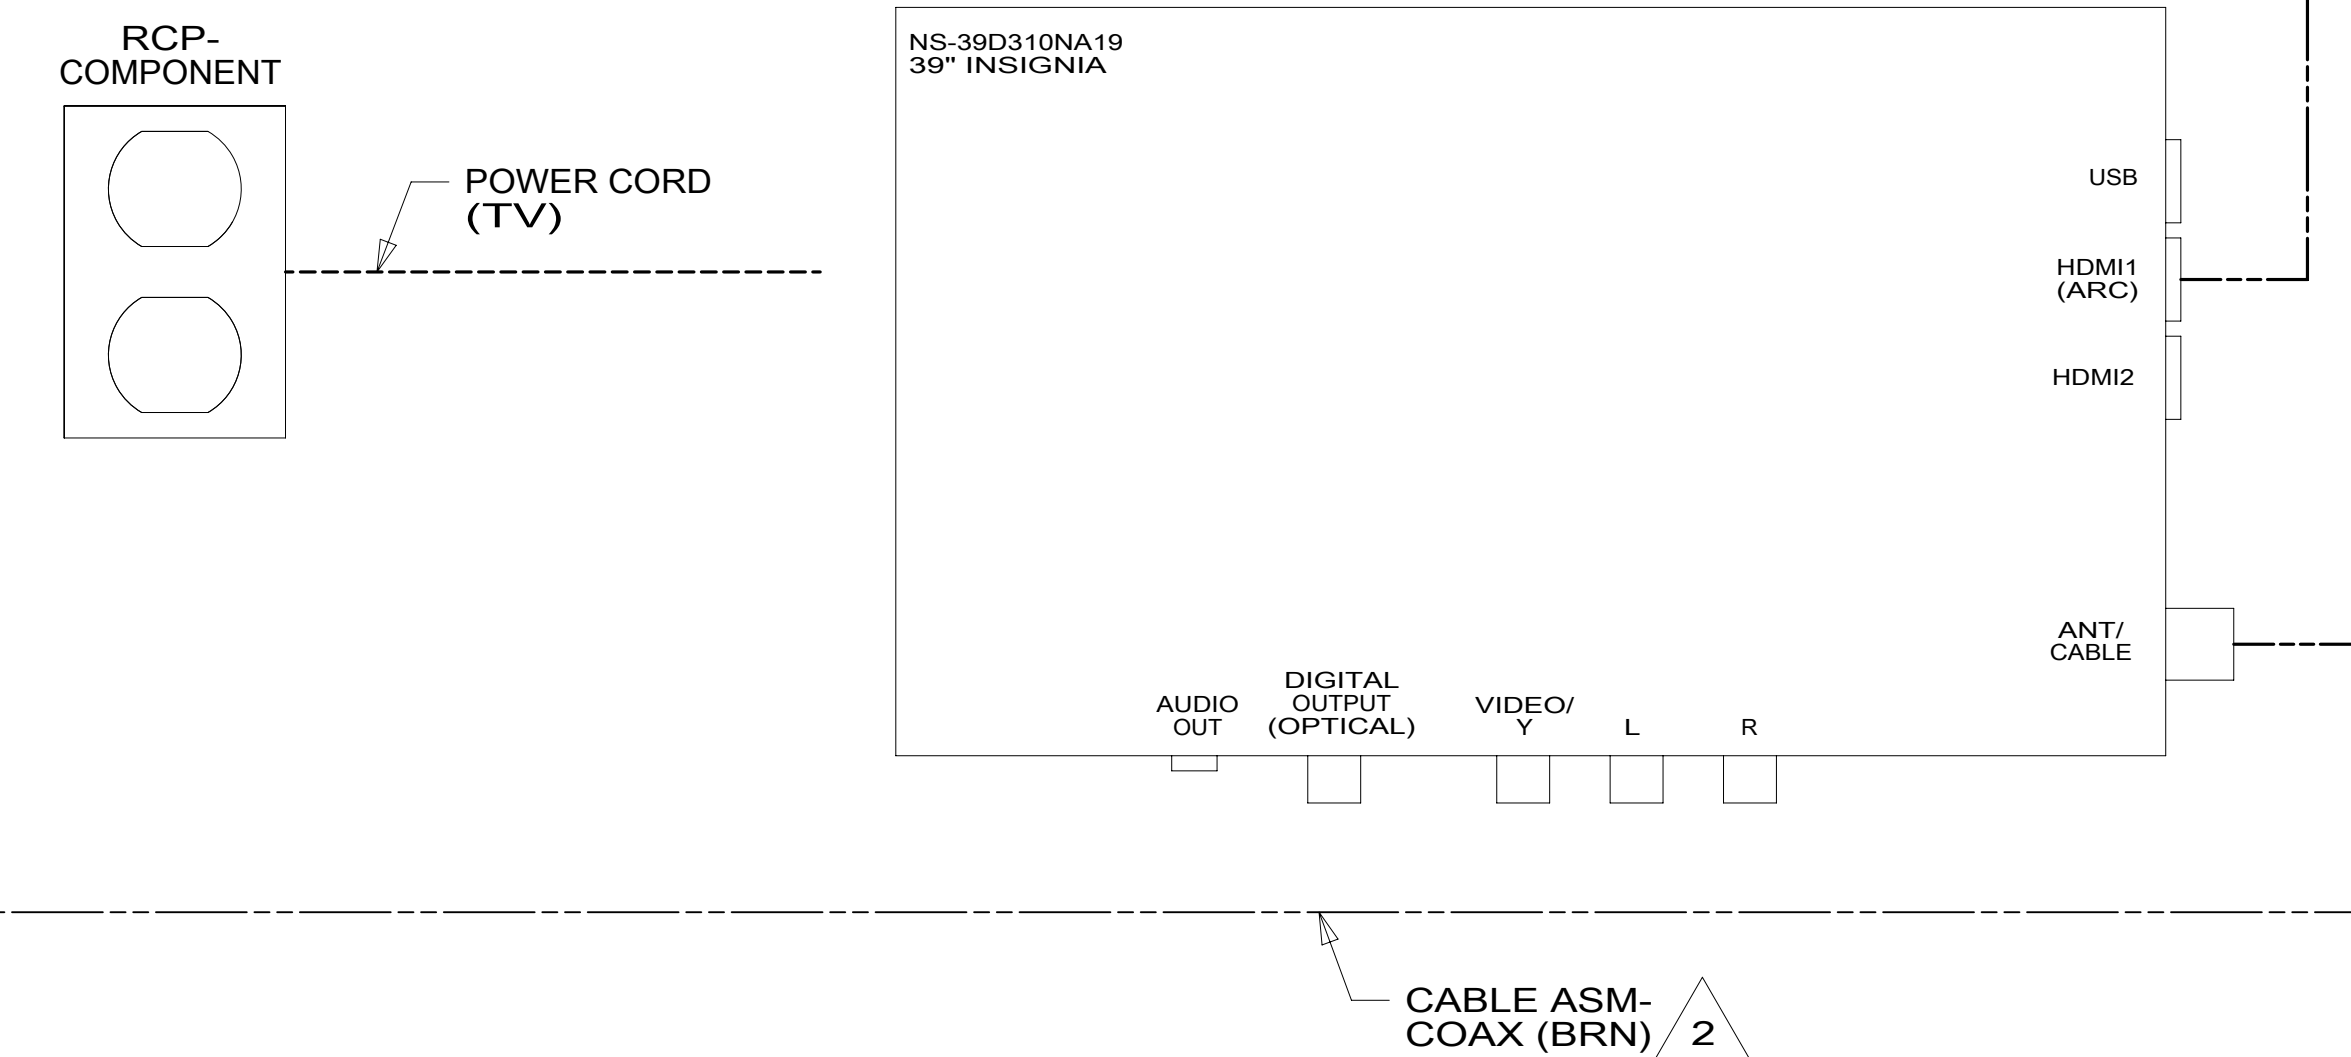 RCP-
COMPONENT
NS-39D310NA19
39" INSIGNIA
POWER CORD
(TV)
USB
HDMI1
(ARC)
HDMI2
ANT/
CABLE
AUDIO
OUT
DIGITAL
OUTPUT
(OPTICAL)
VIDEO/
Y
L
R
CABLE ASM-
COAX (BRN)
2